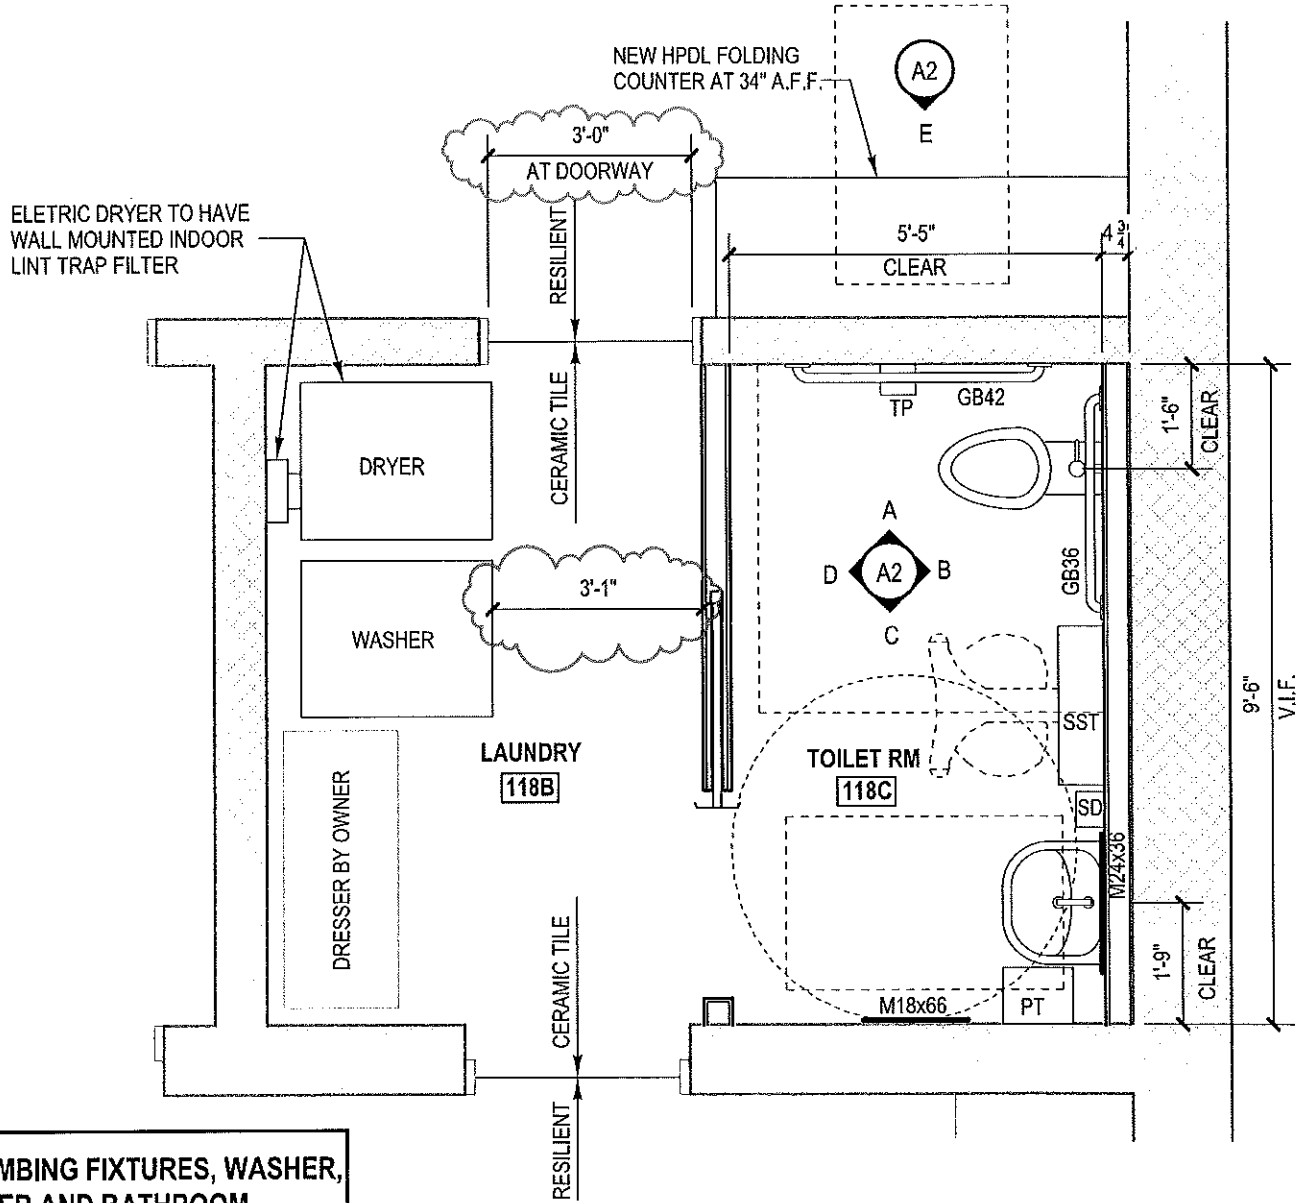 NEW HPDL FOLDING
COUNTER AT 34" A.F.F.
A2
E
3'-0"
AT DOORWAY
ELETRIC DRYER TO HAVE
WALL MOUNTED INDOOR
LINT TRAP FILTER
RESILIENT
5'-5"
CLEAR
4 3/4
CERAMIC TILE
TP
GB42
1'-6"
CLEAR
DRYER
A
D
A2
B
C
GB36
3'-1"
WASHER
9'-6"
V.I.F.
SST
LAUNDRY
118B
TOILET RM
118C
SD
M24x36
DRESSER BY OWNER
1'-9"
CLEAR
CERAMIC TILE
M18x66
PT
RESILIENT
MBING FIXTURES, WASHER,
ER AND BATHROOM